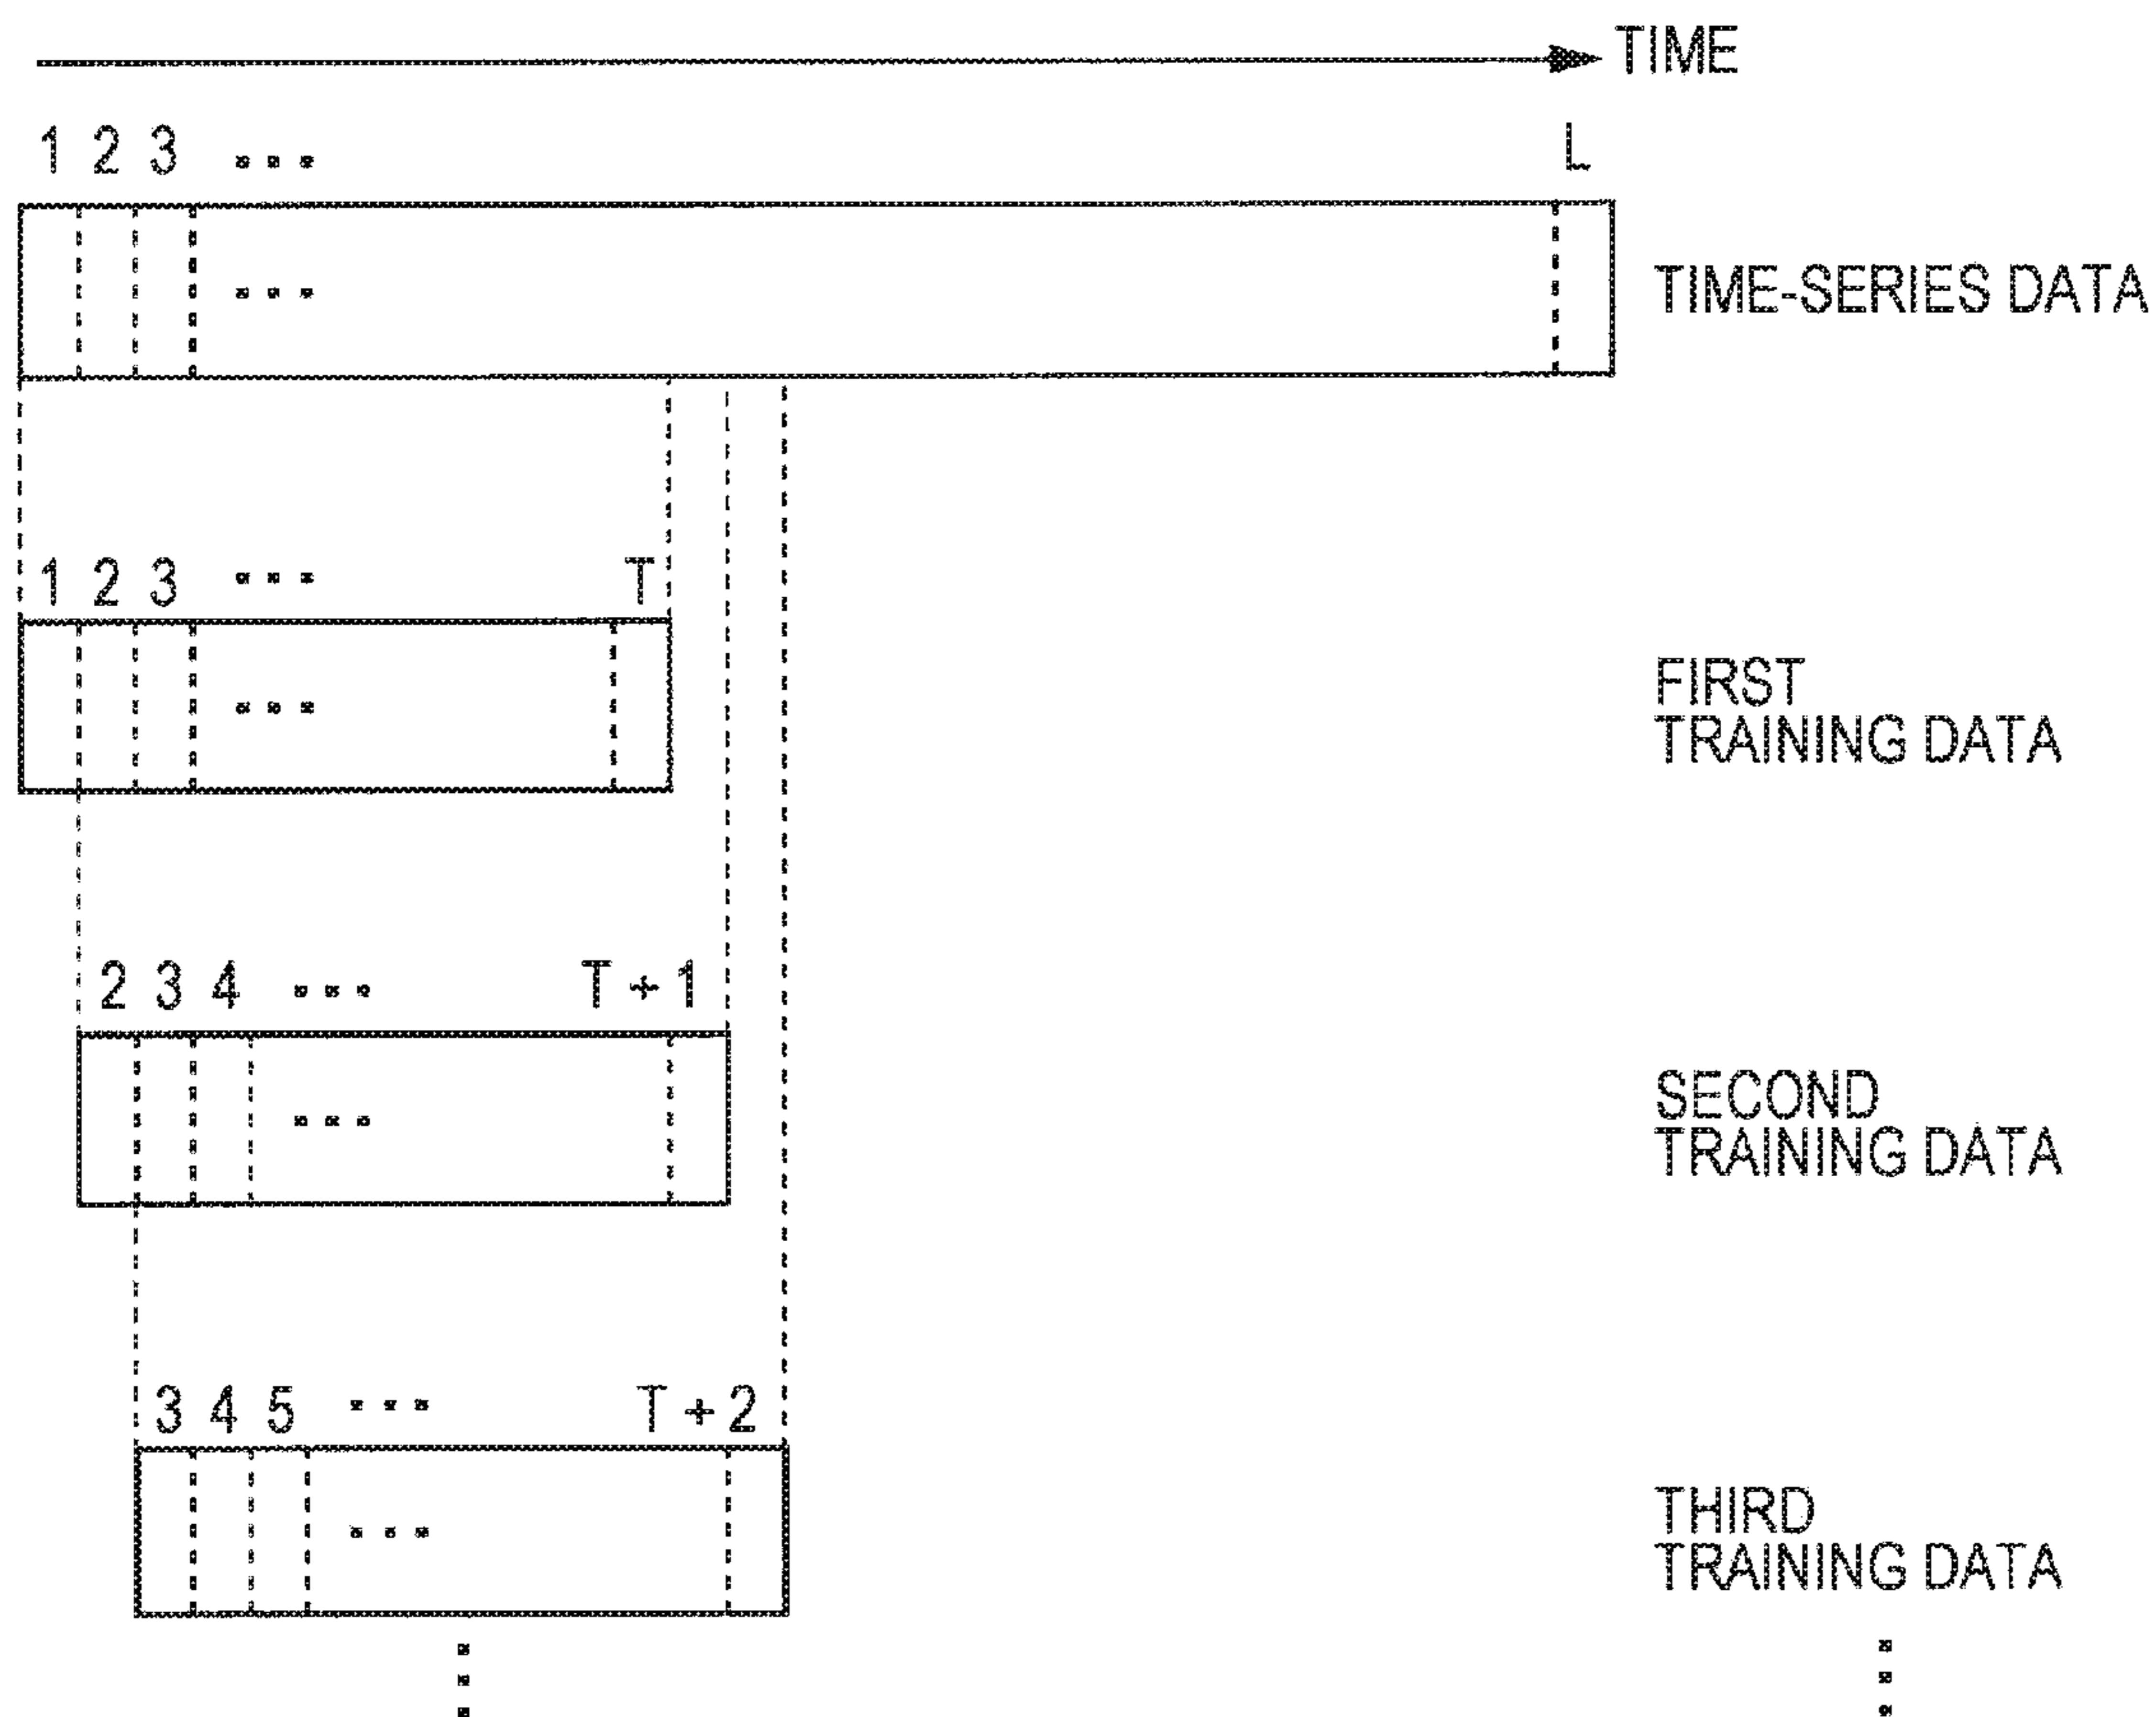 TIME
1 2 3 ... L
... TIME-SERIES DATA
1 2 3 ... T
...
FIRST
TRAINING DATA
2 3 4 ... T + 1
...
SECOND
TRAINING DATA
3 4 5 ... T + 2
...
THIRD
TRAINING DATA